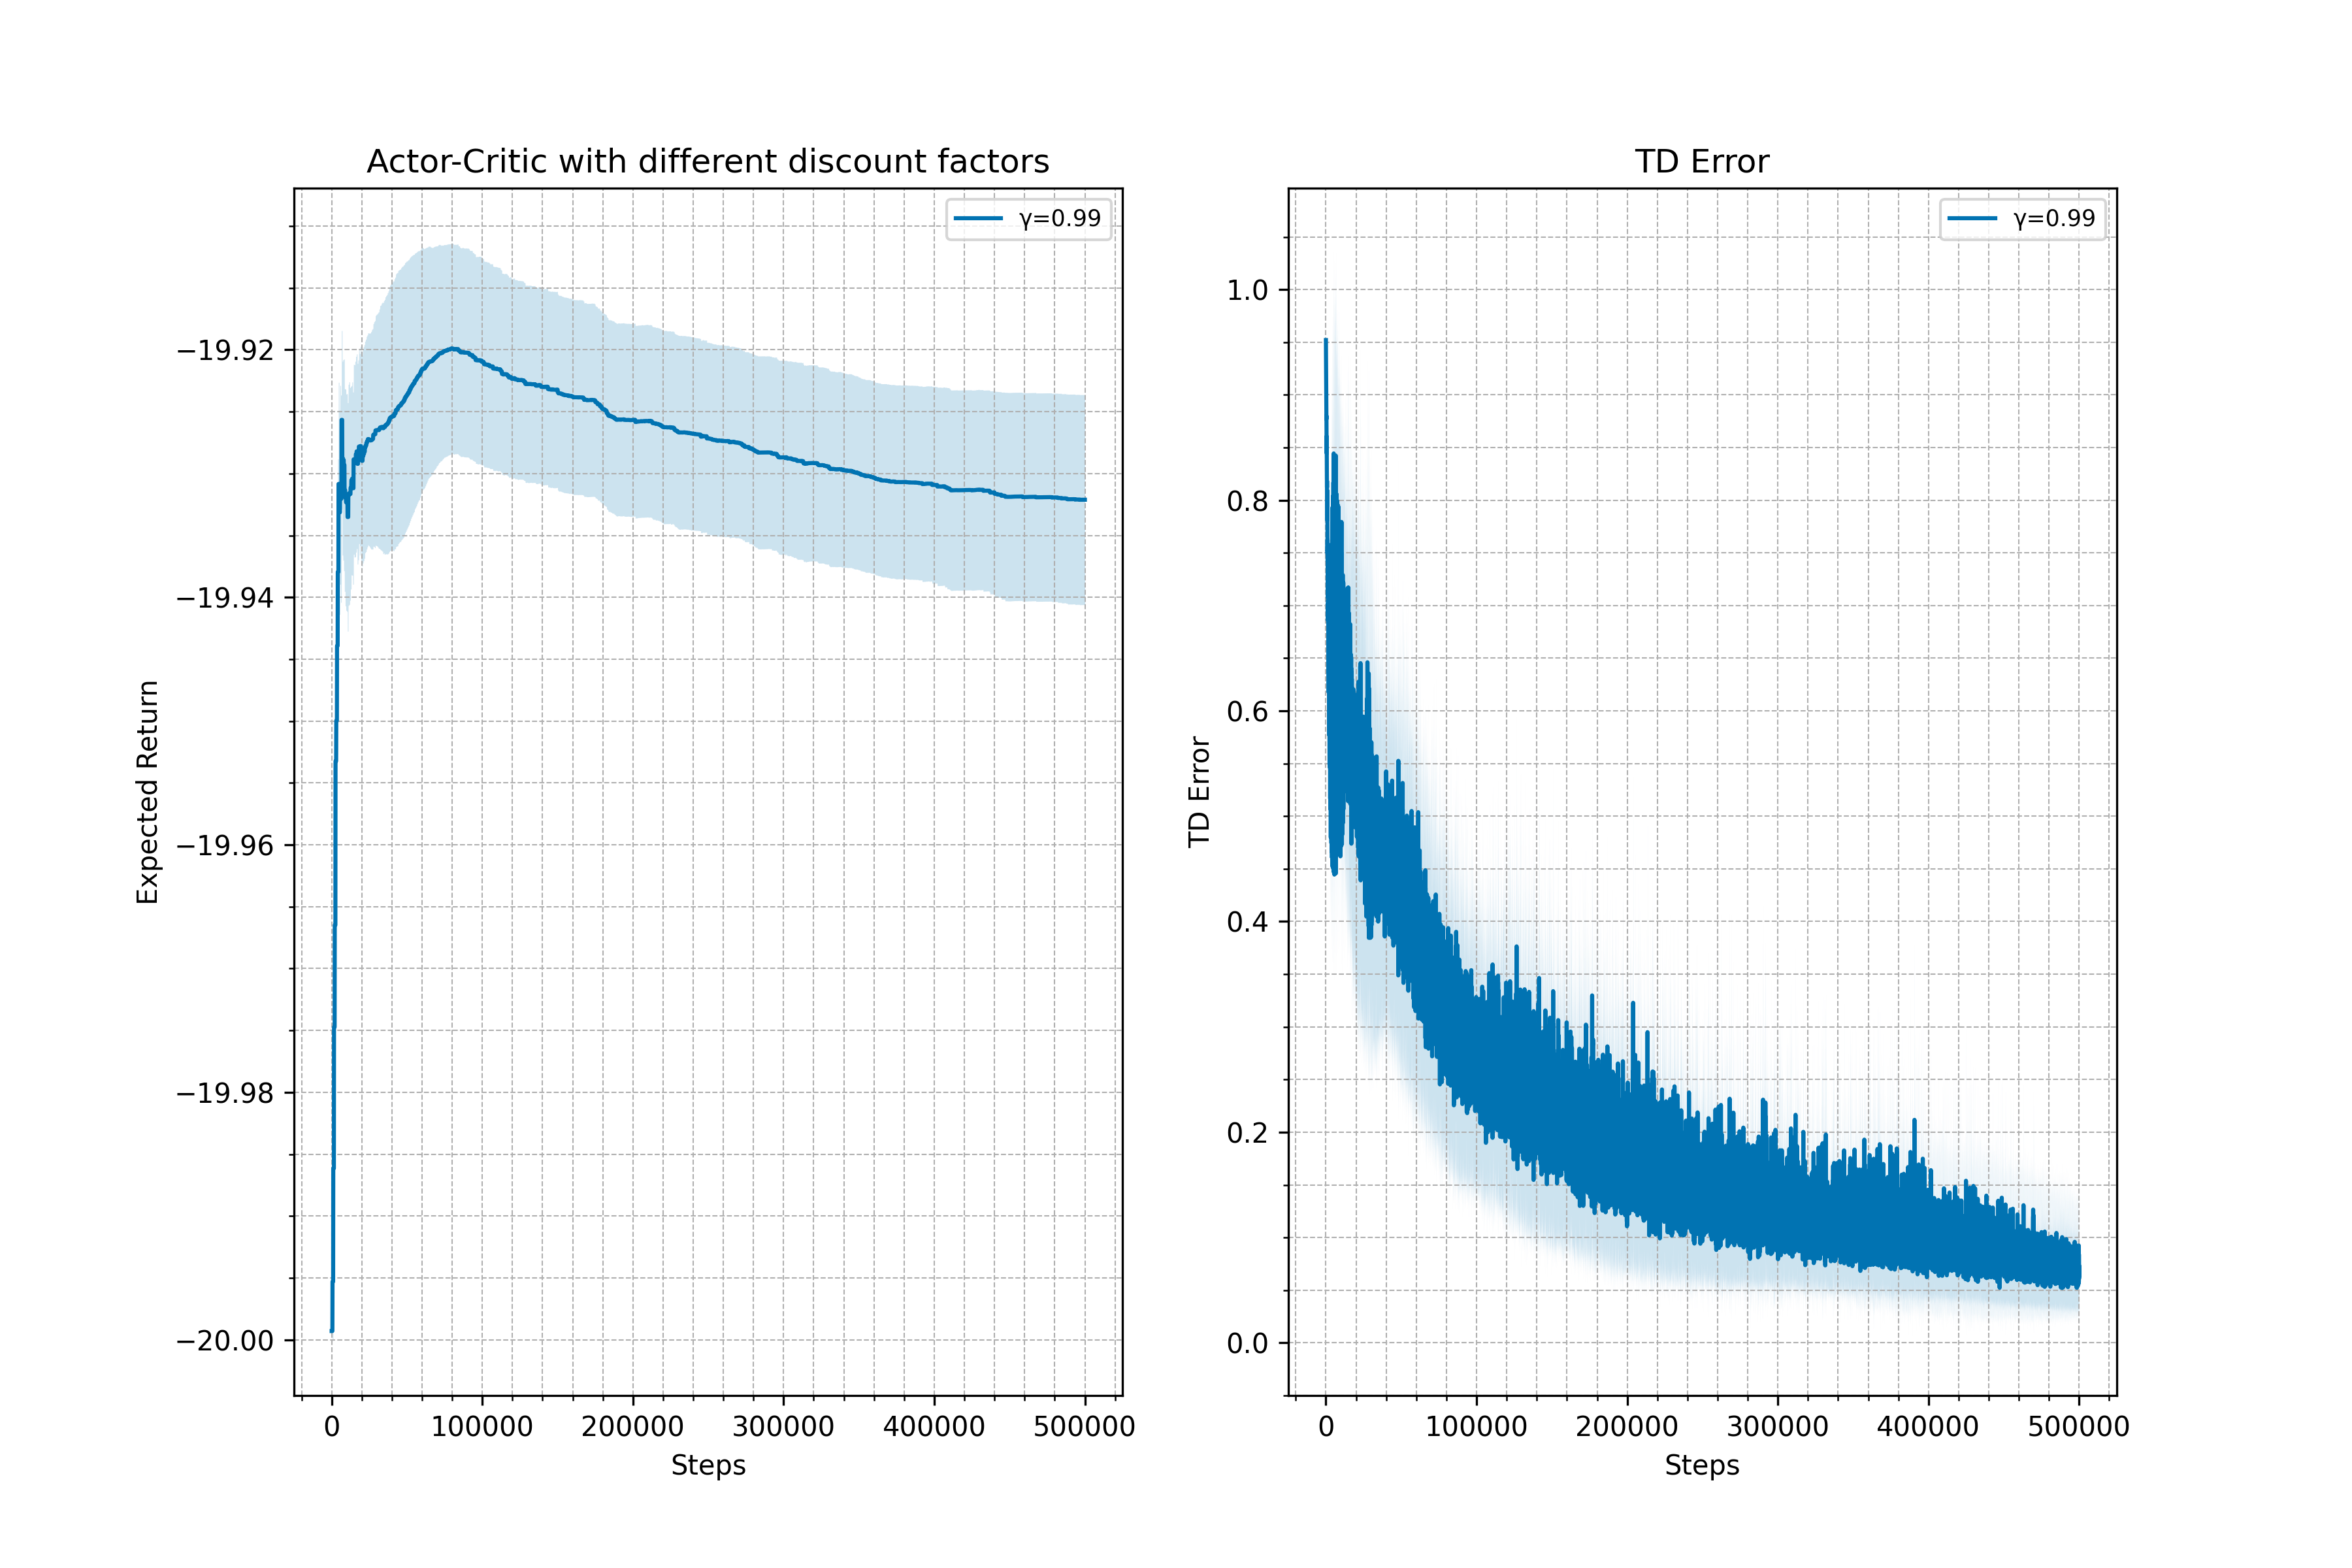 Actor-Critic with different discount factors
γ=0.99
Expected Return
−19.92
−19.94
−19.96
−19.98
−20.00
0 100000 200000 300000 400000 500000
Steps
TD Error
γ=0.99
TD Error
1.0
0.8
0.6
0.4
0.2
0.0
0 100000 200000 300000 400000 500000
Steps